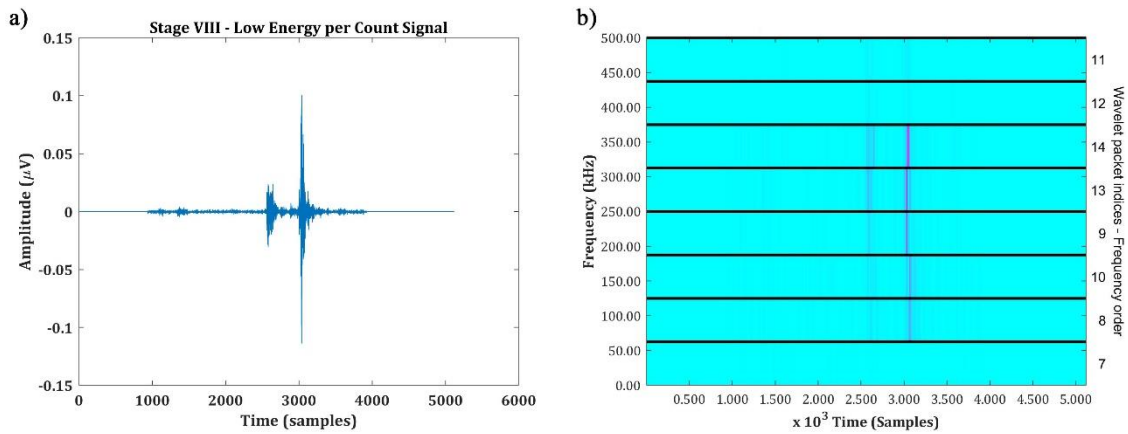 a)
Stage VIII - Low Energy per Count Signal
0.15
0.1
0.05
0
-0.05
-0.1
-0.15
Amplitude (μV)
0 1000 2000 3000 4000 5000 6000
Time (samples)
b)
500.00
450.00
400.00
350.00
300.00
250.00
200.00
150.00
100.00
50.00
0.00
Frequency (kHz)
0.500 1.000 1.500 2.000 2.500 3.000 3.500 4.000 4.500 5.000
x 10³ Time (Samples)
11
12
14
13
9
10
8
7
Wavelet packet indices - Frequency order